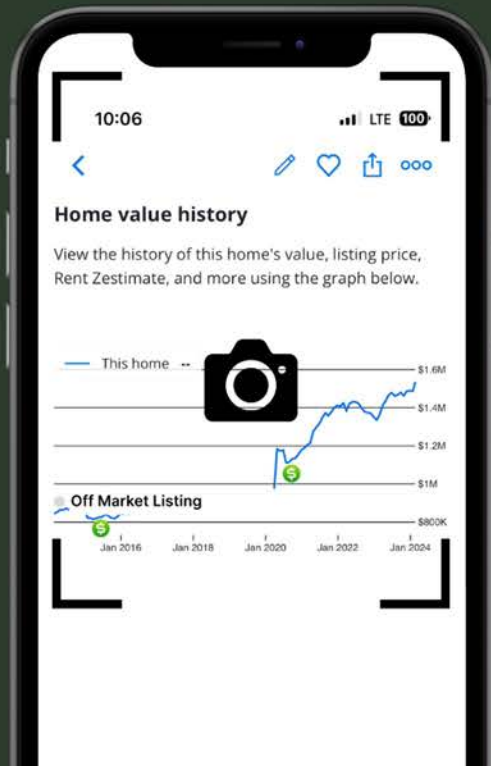 10:06
LTE 100
Home value history
View the history of this home's value, listing price,
Rent Zestimate, and more using the graph below.
This home --
$1.6M
$1.4M
$1.2M
$1M
Off Market Listing
$800K
$
$
Jan 2016 Jan 2018 Jan 2020 Jan 2022 Jan 2024